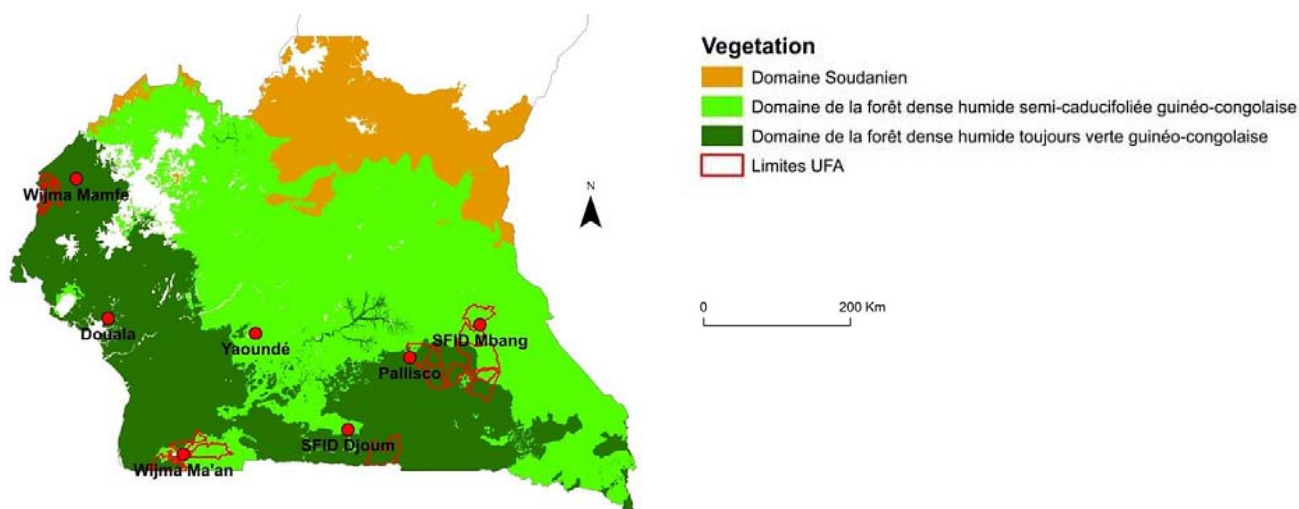 Vegetation
Domaine Soudanien
Domaine de la forêt dense humide semi-caducifoliée guinéo-congolaise
Domaine de la forêt dense humide toujours verte guinéo-congolaise
Limites UFA
N
0 200 Km
Wijma Mamfe
Douala
Yaoundé
SFID Mbang
Pallisco
SFID Djoum
Wijma Ma'an